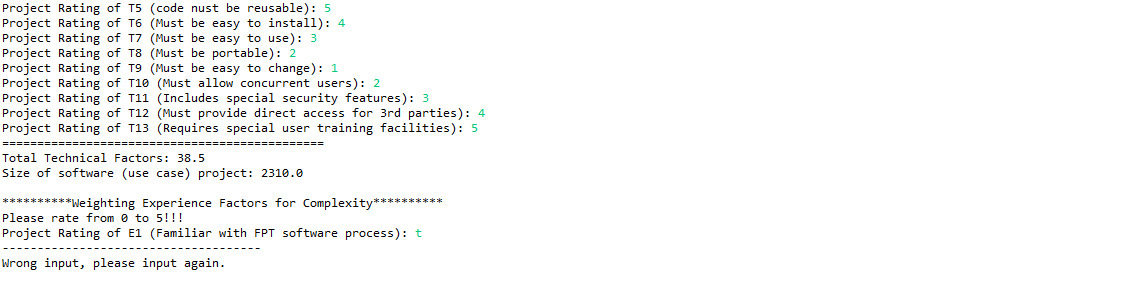 Project Rating of T5 (code nust be reusable): 5
Project Rating of T6 (Must be easy to install): 4
Project Rating of T7 (Must be easy to use): 3
Project Rating of T8 (Must be portable): 2
Project Rating of T9 (Must be easy to change): 1
Project Rating of T10 (Must allow concurrent users): 2
Project Rating of T11 (Includes special security features): 3
Project Rating of T12 (Must provide direct access for 3rd parties): 4
Project Rating of T13 (Requires special user training facilities): 5
==============================================
Total Technical Factors: 38.5
Size of software (use case) project: 2310.0
**********Weighting Experience Factors for Complexity**********
Please rate from 0 to 5!!!
Project Rating of E1 (Familiar with FPT software process): t
-------------------------------------
Wrong input, please input again.